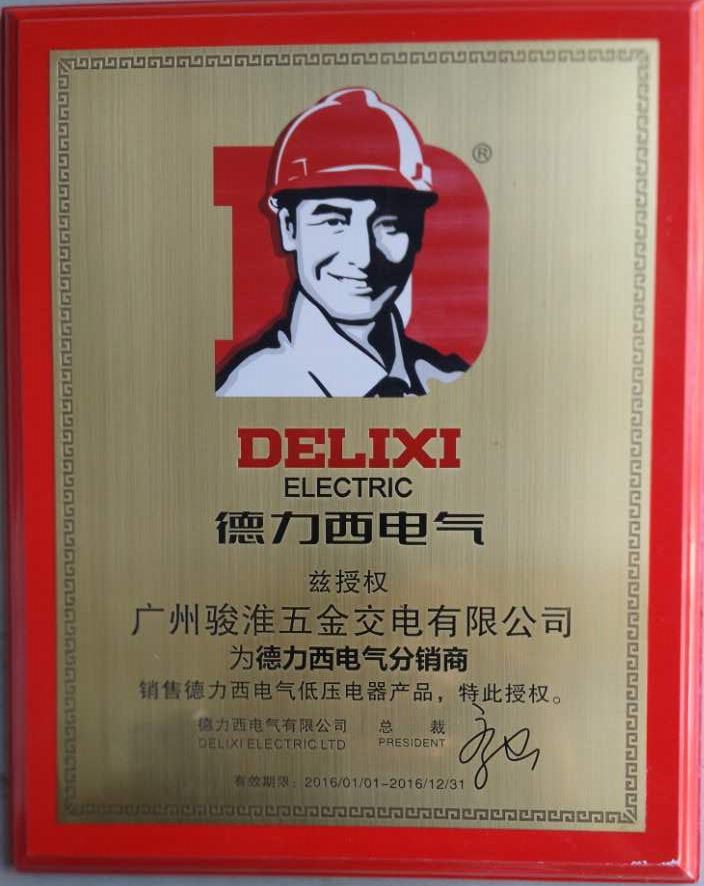 ®
DELIXI
ELECTRIC
德力西电气
兹授权
广州骏淮五金交电有限公司
为德力西电气分销商
销售德力西电气低压电器产品，特此授权。
德力西电气有限公司 总 裁
DELIXI ELECTRIC LTD PRESIDENT
有效期限：2016/01/01-2016/12/31